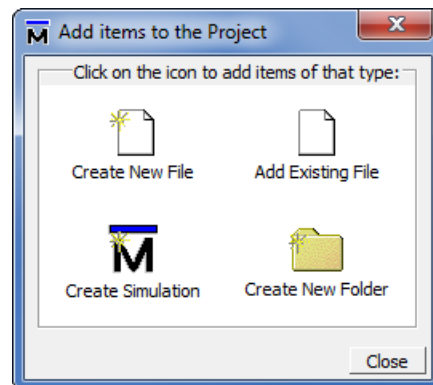 Add items to the Project
Click on the icon to add items of that type:
Create New File
Add Existing File
Create Simulation
Create New Folder
Close